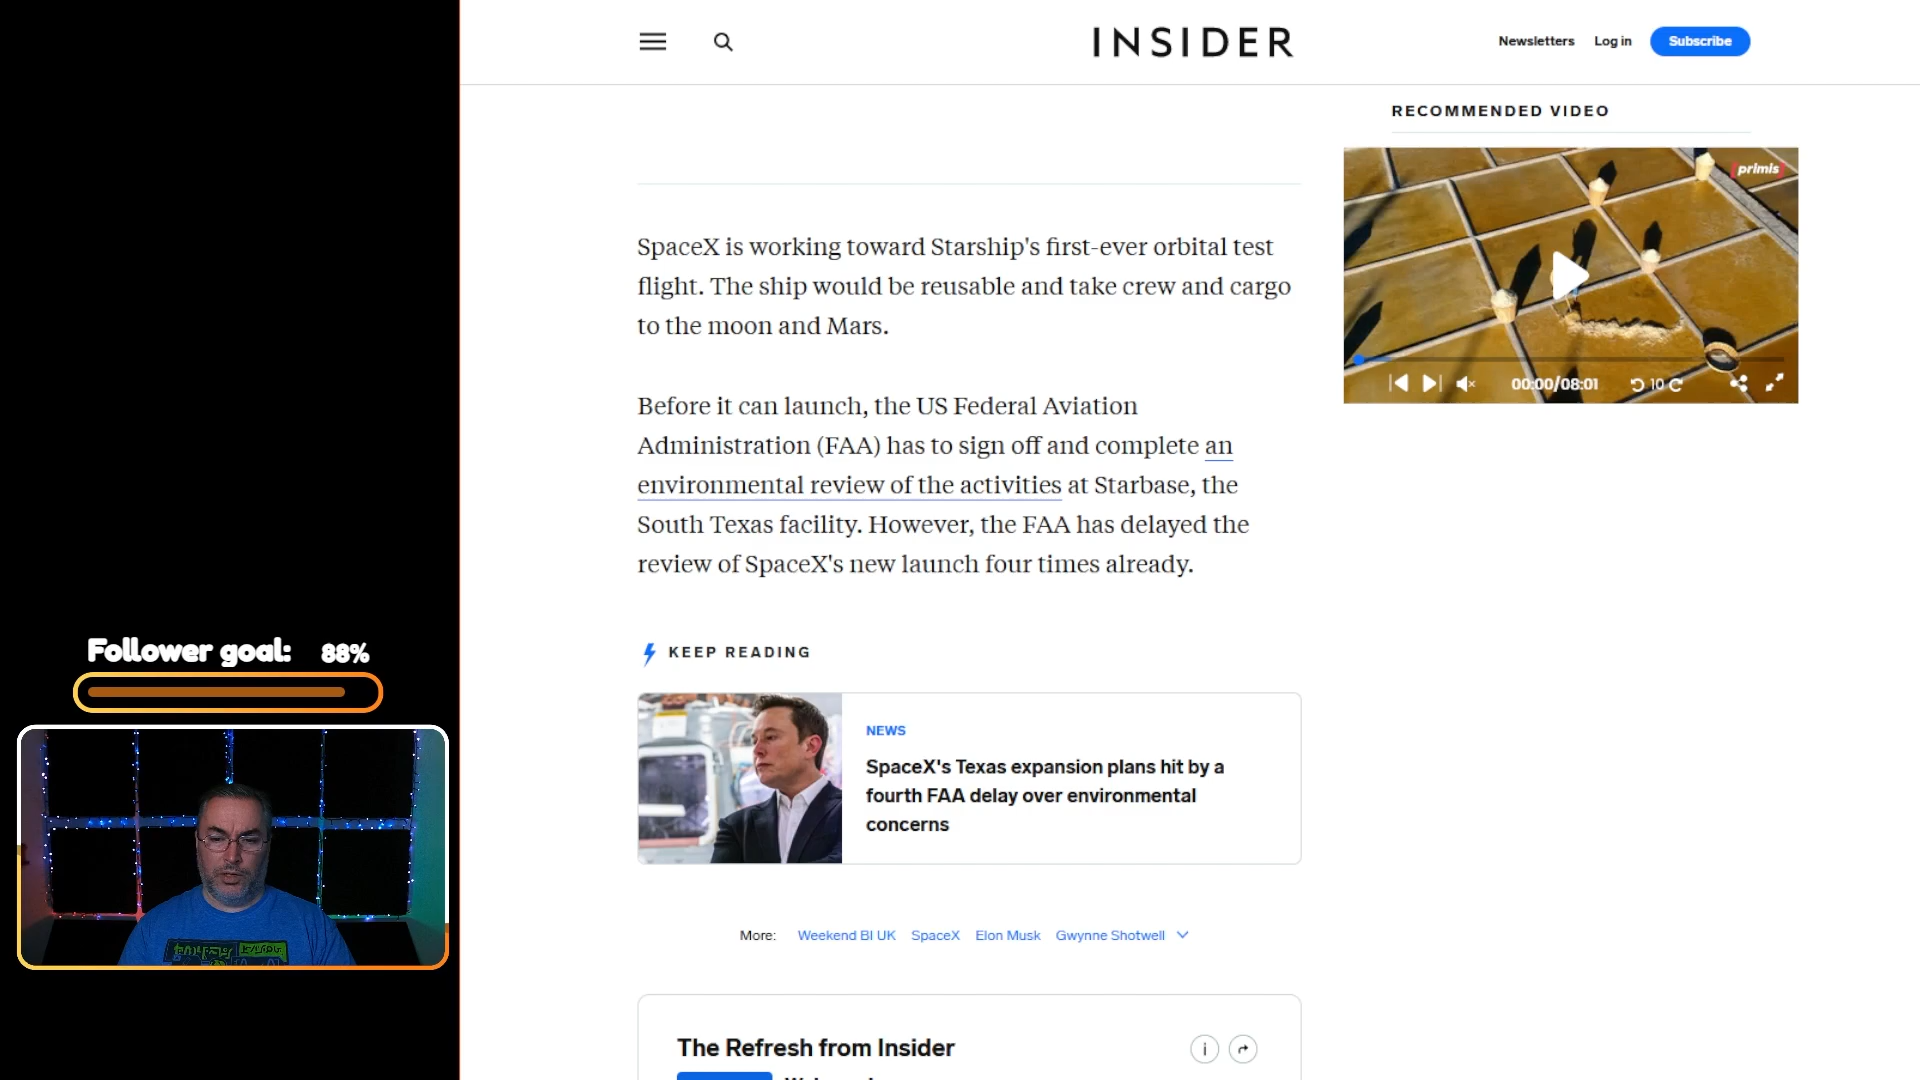 INSIDER
Newsletters Log in Subscribe
RECOMMENDED VIDEO
primis
00:00/08:01 10
SpaceX is working toward Starship's first-ever orbital test
flight. The ship would be reusable and take crew and cargo
to the moon and Mars.
Before it can launch, the US Federal Aviation
Administration (FAA) has to sign off and complete an
environmental review of the activities at Starbase, the
South Texas facility. However, the FAA has delayed the
review of SpaceX's new launch four times already.
KEEP READING
NEWS
SpaceX's Texas expansion plans hit by a
fourth FAA delay over environmental
concerns
More: Weekend BI UK SpaceX Elon Musk Gwynne Shotwell
The Refresh from Insider
Follower goal: 88%